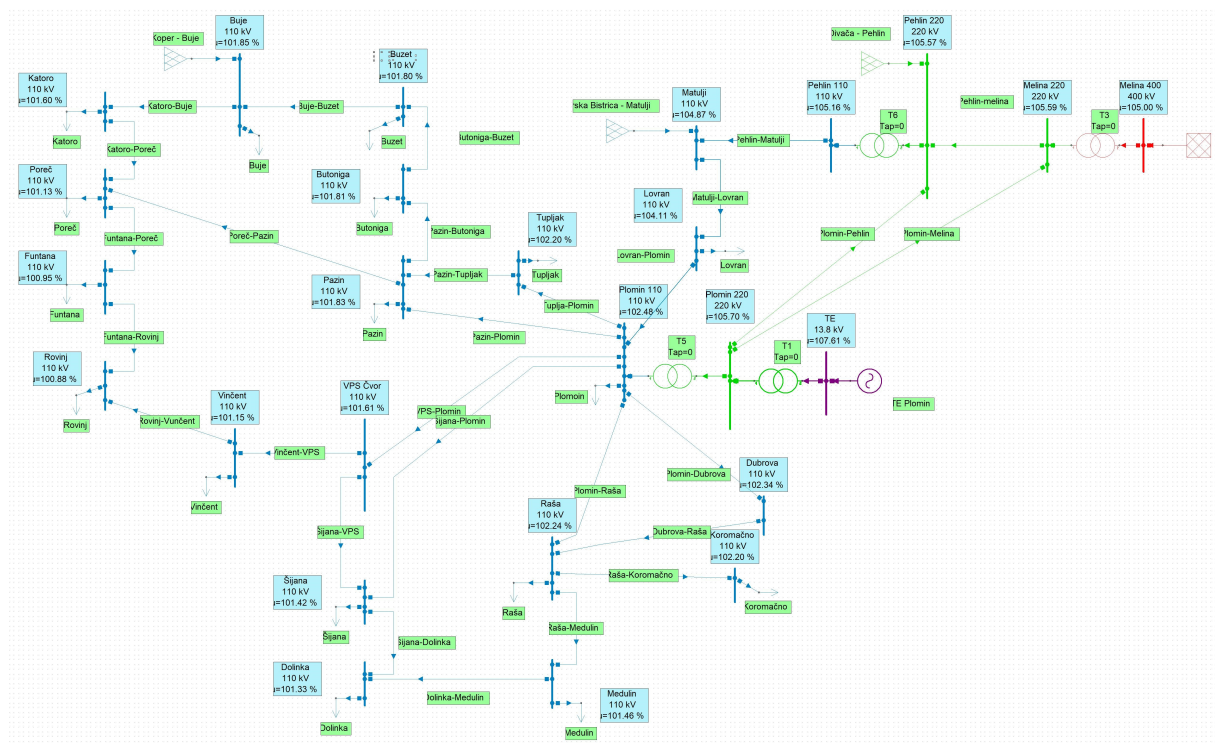 Buje
110 kV
u=101.85 %
Koper - Buje
Pehlin 220
220 kV
u=105.57 %
Divača - Pehlin
Buzet
110 kV
u=101.80 %
Katoro
110 kV
u=101.60 %
Matulji
110 kV
u=104.87 %
Pehlin 110
110 kV
u=105.16 %
Melina 220
220 kV
u=105.59 %
Melina 400
400 kV
u=105.00 %
Katoro-Buje
Buje-Buzet
rska Bistrica - Matulji
Pehlin-melina
T6
Tap=0
T3
Tap=0
Katoro
Buzet
Butoniga-Buzet
Pehlin-Matulji
Katoro-Poreč
Buje
Poreč
110 kV
u=101.13 %
Butoniga
110 kV
u=101.81 %
Lovran
110 kV
u=104.11 %
Matulji-Lovran
Tupljak
110 kV
u=102.20 %
Poreč
Butoniga
Funtana-Poreč
Poreč-Pazin
Pazin-Butoniga
Plomin-Pehlin
Plomin-Melina
Funtana
110 kV
u=100.95 %
Lovran-Plomin
Lovran
Pazin
110 kV
u=101.83 %
Pazin-Tupljak
Tupljak
Plomin 110
110 kV
u=102.48 %
Plomin 220
220 kV
u=105.70 %
Tuplja-Plomin
Funtana
Pazin
Pazin-Plomin
TE
13.8 kV
u=107.61 %
Funtana-Rovinj
T5
Tap=0
T1
Tap=0
Rovinj
110 kV
u=100.88 %
Plomoin
TE Plomin
Vinčent
110 kV
u=101.15 %
VPS Čvor
110 kV
u=101.61 %
VPS-Plomin
Šijana-Plomin
Rovinj
Rovinj-Vunčent
Vinčent-VPS
Plomin-Dubrova
Dubrova
110 kV
u=102.34 %
Plomin-Raša
Vinčent
Raša
110 kV
u=102.24 %
Šijana-VPS
Dubrova-Raša
Koromačno
110 kV
u=102.20 %
Šijana
110 kV
u=101.42 %
Raša-Koromačno
Raša
Koromačno
Šijana
Šijana-Dolinka
Raša-Medulin
Dolinka
110 kV
u=101.33 %
Dolinka-Medulin
Medulin
110 kV
u=101.46 %
Dolinka
Medulin